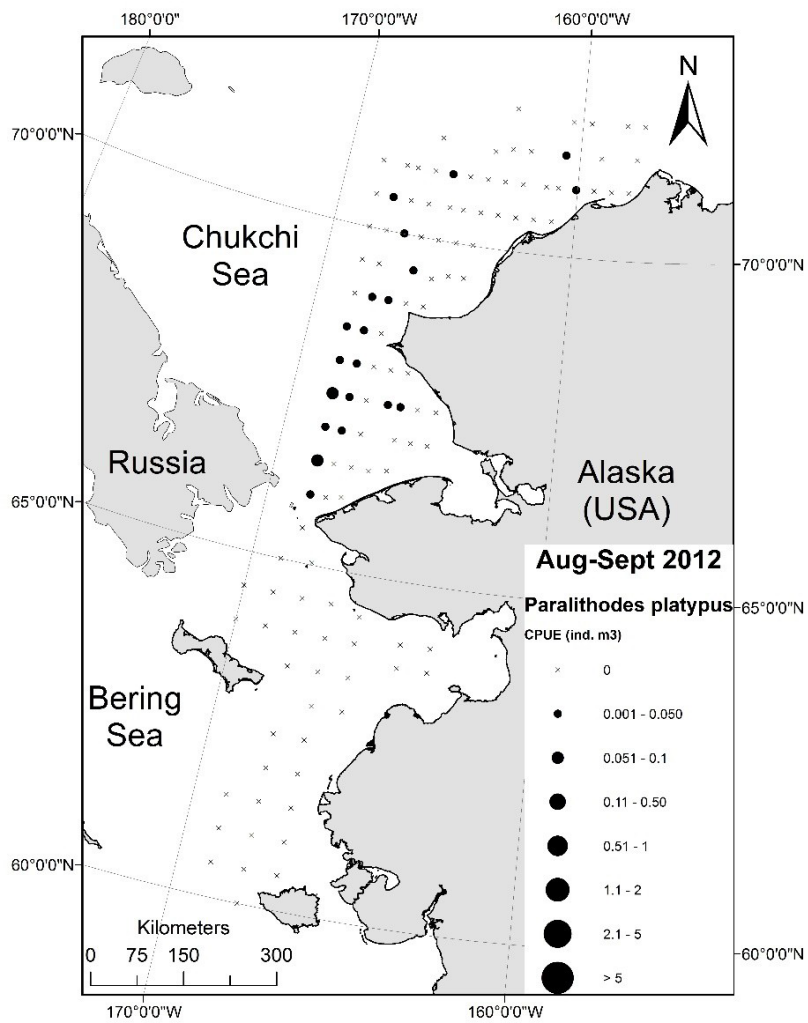 180°0'0"W
170°0'0"W
160°0'0"W
N
70°0'0"N
Chukchi
Sea
70°0'0"N
Russia
Alaska
(USA)
65°0'0"N
Aug-Sept 2012
Paralithodes platypus
65°0'0"N
CPUE (ind. m3)
0
Bering
Sea
0.001 - 0.050
0.051 - 0.1
0.11 - 0.50
0.51 - 1
60°0'0"N
1.1 - 2
Kilometers
2.1 - 5
60°0'0"N
0 75 150 300
> 5
170°0'0"W
160°0'0"W